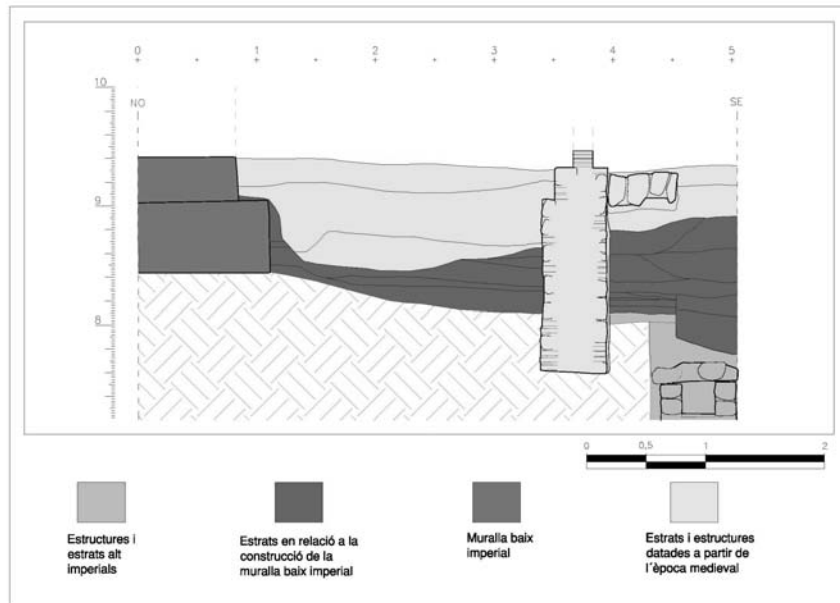 0 1 2 3 4 5
10
NO SE
9
8
0 0,5 1 2
Estructures i
estrats alt
imperials
Estrats en relació a la
construcció de la
muralla baix imperial
Muralla baix
imperial
Estrats i estructures
datades a partir de
l´època medieval